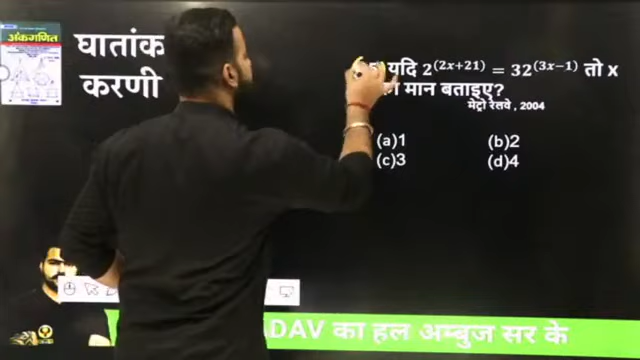 अंकगणित
घातांक
करणी
यदि 2^(2x+21) = 32^(3x−1) तो x
मान बताइए?
मेट्रो रेलवे , 2004
(a)1
(b)2
(c)3
(d)4
ADAV का हल अम्बुज सर के